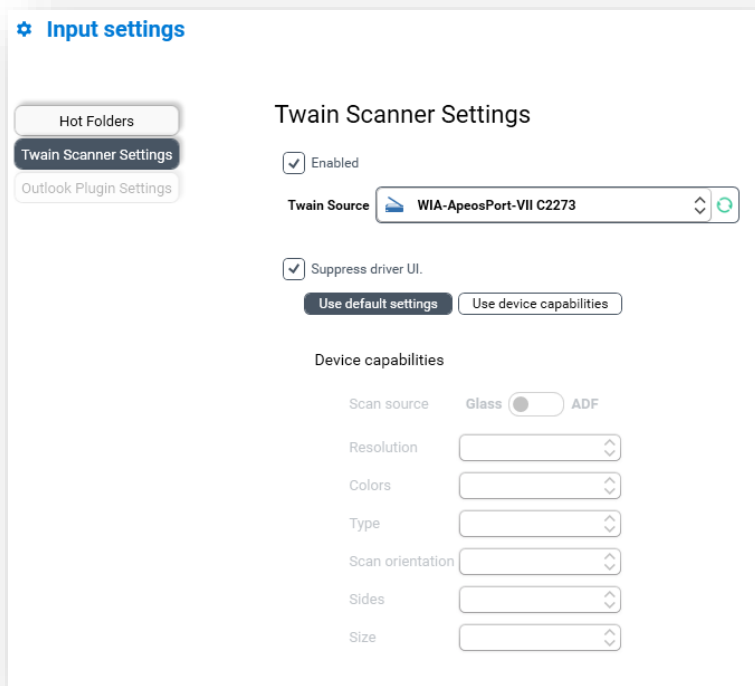 Input settings
Hot Folders
Twain Scanner Settings
Outlook Plugin Settings
Twain Scanner Settings
Enabled
Twain Source WIA-ApeosPort-VII C2273
Suppress driver UI.
Use default settings Use device capabilities
Device capabilities
Scan source Glass ADF
Resolution
Colors
Type
Scan orientation
Sides
Size